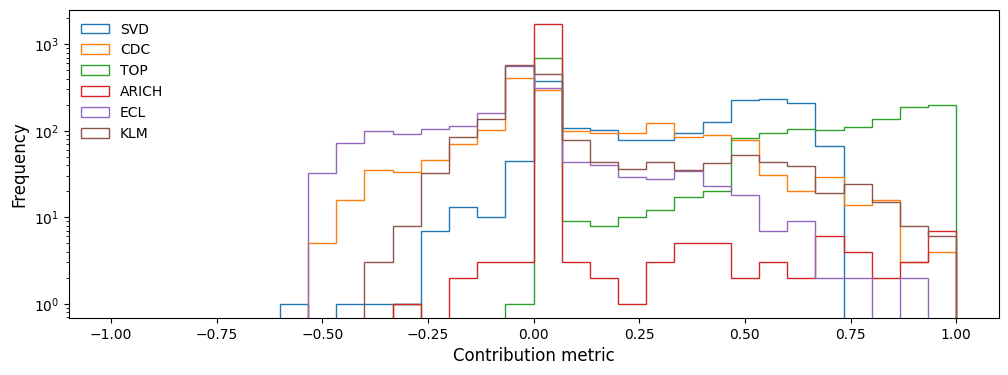 SVD
CDC
TOP
ARICH
ECL
KLM
Frequency
10³
10²
10¹
10⁰
−1.00 −0.75 −0.50 −0.25 0.00 0.25 0.50 0.75 1.00
Contribution metric